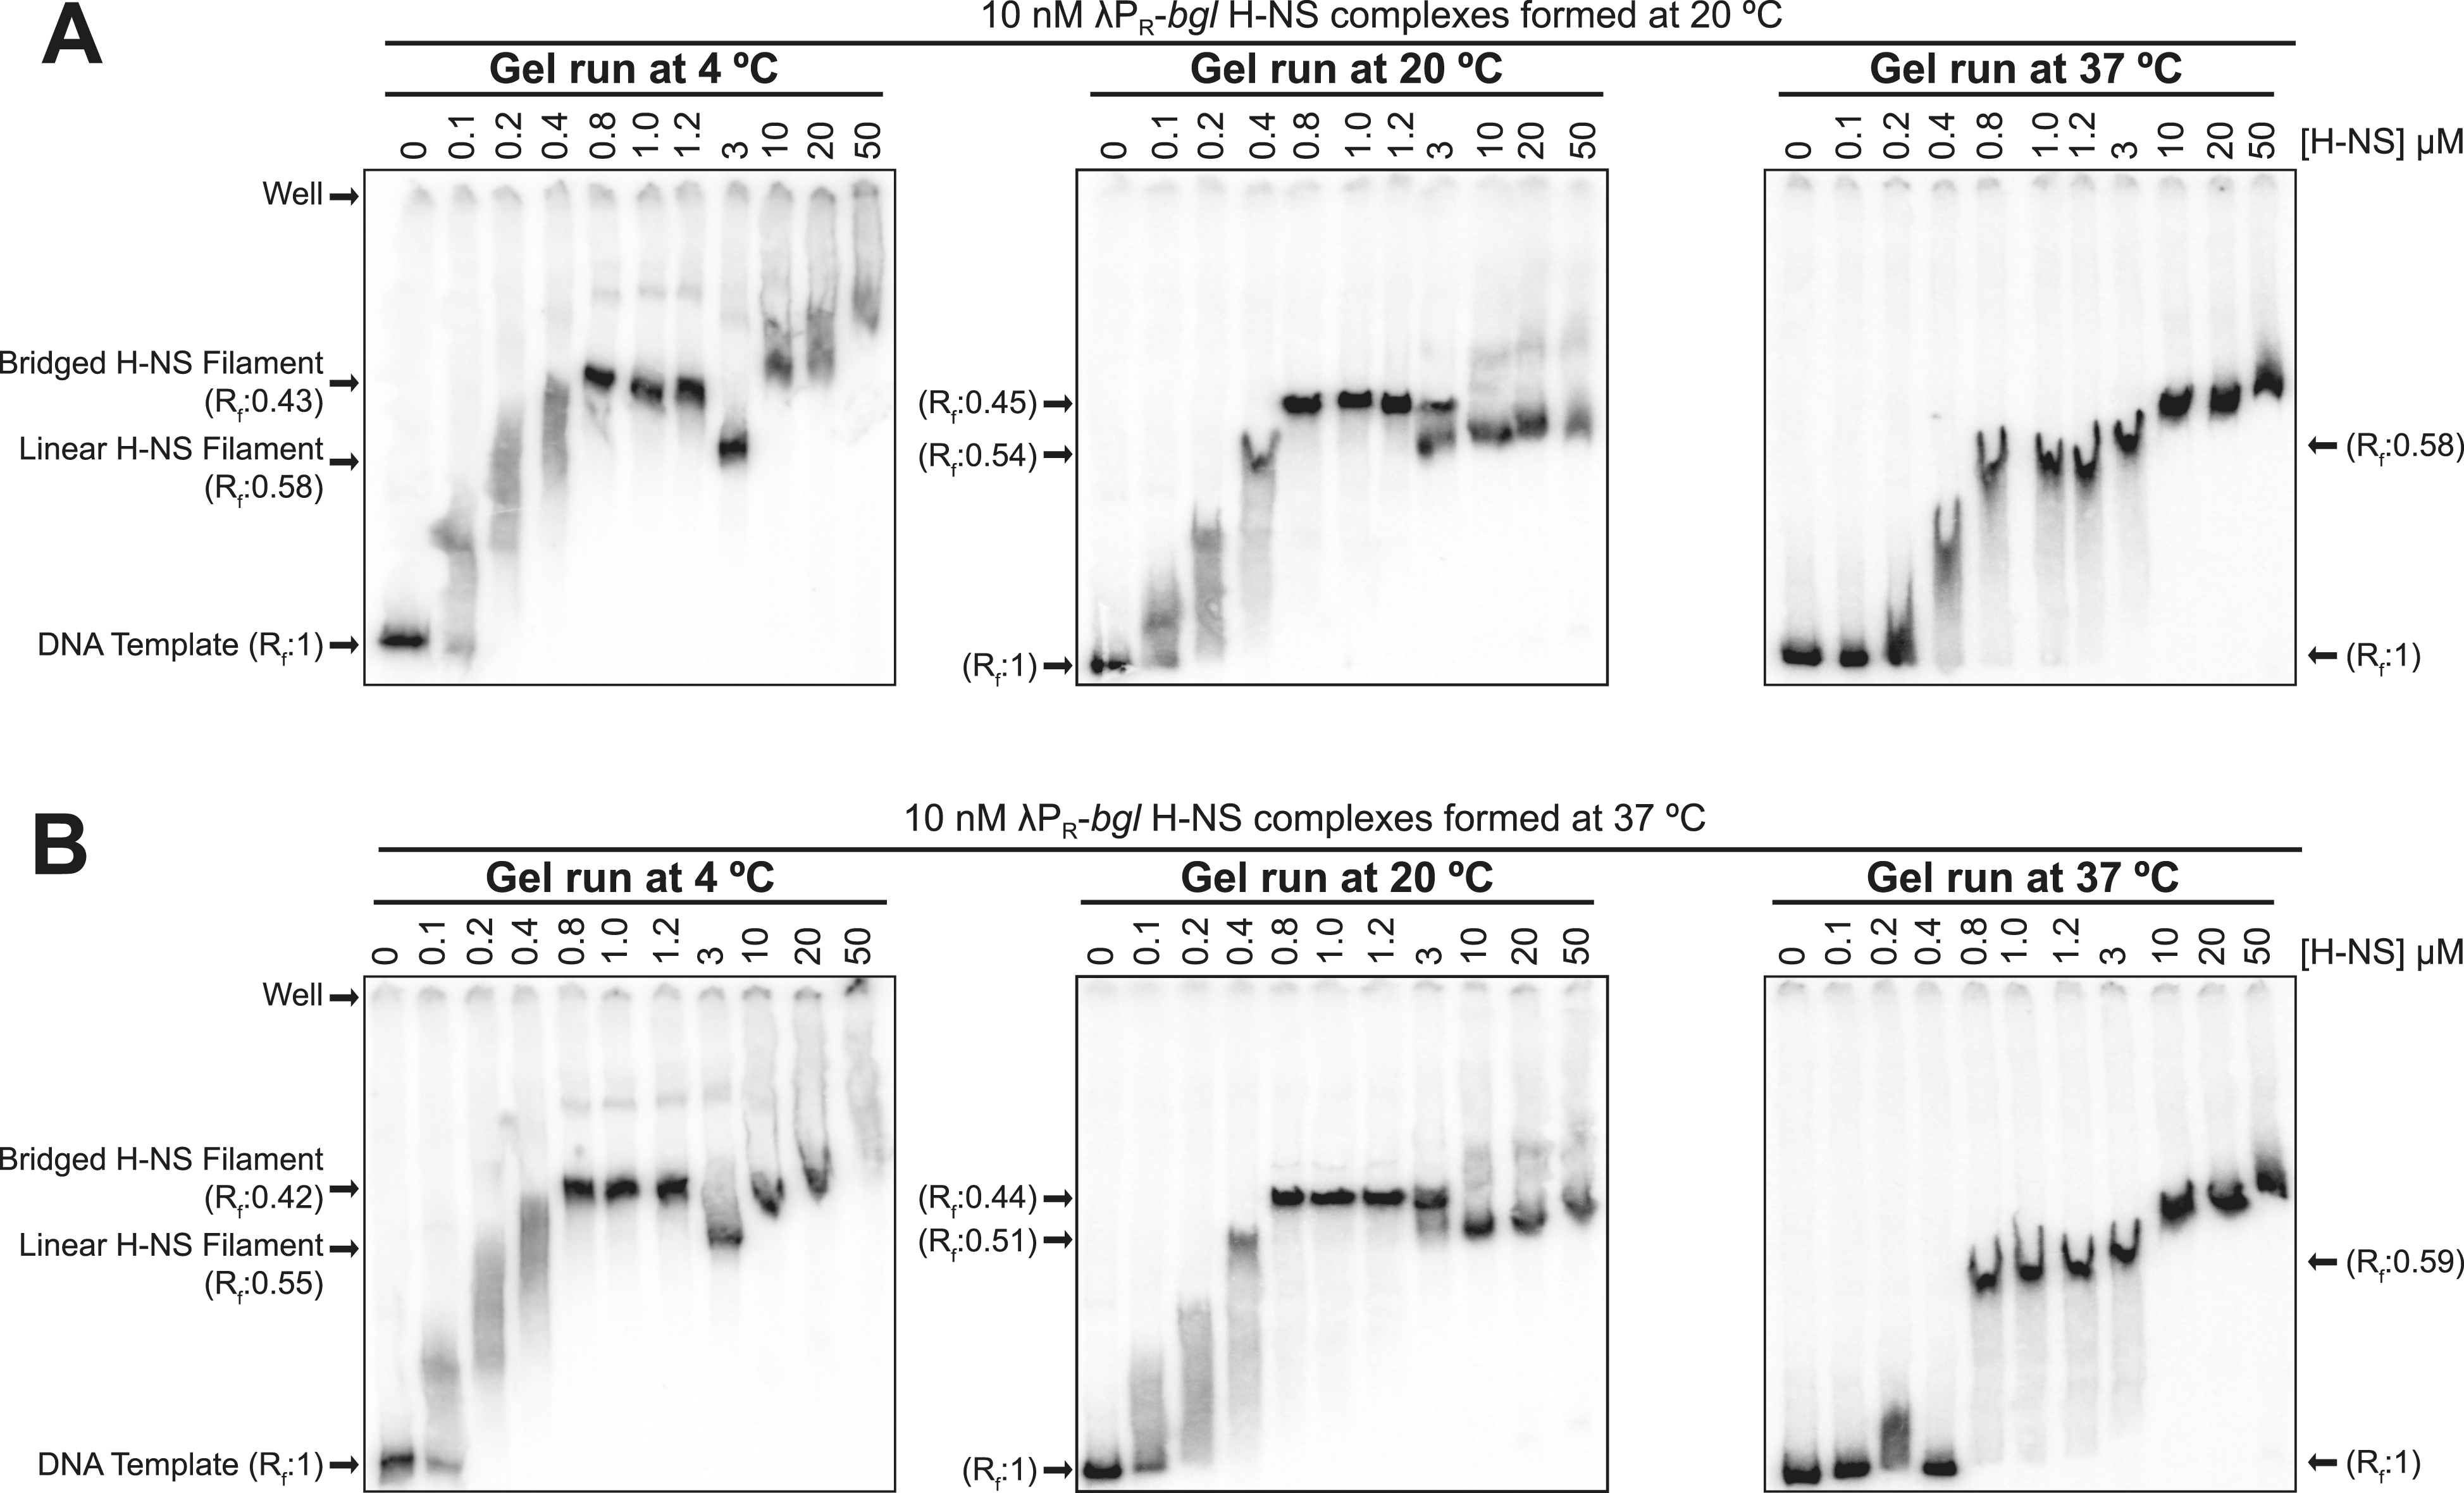 A
10 nM λPR-bgl H-NS complexes formed at 20 ºC
Gel run at 4 ºC
Gel run at 20 ºC
Gel run at 37 ºC
0 0.1 0.2 0.4 0.8 1.0 1.2 3 10 20 50
0 0.1 0.2 0.4 0.8 1.0 1.2 3 10 20 50
0 0.1 0.2 0.4 0.8 1.0 1.2 3 10 20 50
[H-NS] µM
Well
Bridged H-NS Filament
(Rf:0.43)
Linear H-NS Filament
(Rf:0.58)
DNA Template (Rf:1)
(Rf:0.45)
(Rf:0.54)
(Rf:1)
(Rf:0.58)
(Rf:1)
B
10 nM λPR-bgl H-NS complexes formed at 37 ºC
Gel run at 4 ºC
Gel run at 20 ºC
Gel run at 37 ºC
0 0.1 0.2 0.4 0.8 1.0 1.2 3 10 20 50
0 0.1 0.2 0.4 0.8 1.0 1.2 3 10 20 50
0 0.1 0.2 0.4 0.8 1.0 1.2 3 10 20 50
[H-NS] µM
Well
Bridged H-NS Filament
(Rf:0.42)
Linear H-NS Filament
(Rf:0.55)
DNA Template (Rf:1)
(Rf:0.44)
(Rf:0.51)
(Rf:1)
(Rf:0.59)
(Rf:1)